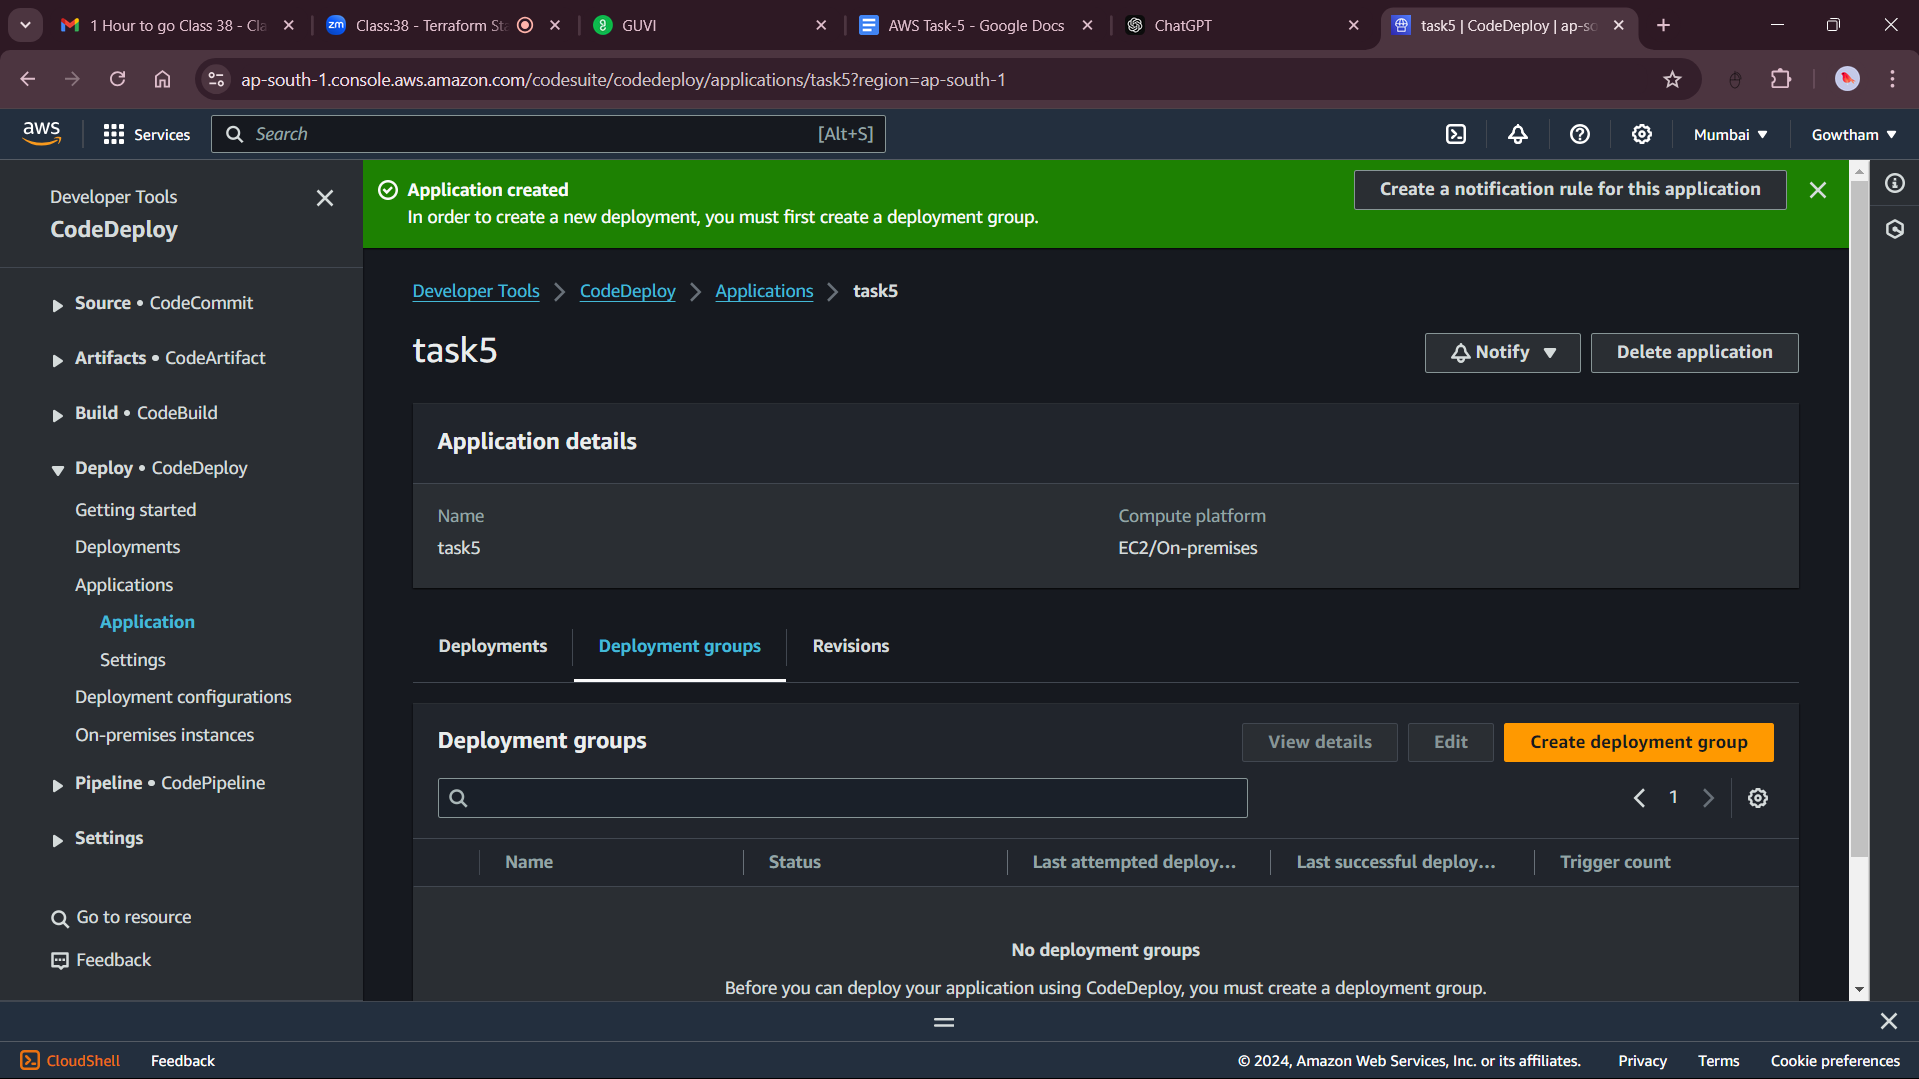 1 Hour to go Class 38 - Cla
zm Class:38 - Terraform Sta
GUVI
AWS Task-5 - Google Docs
ChatGPT
task5 | CodeDeploy | ap-so
ap-south-1.console.aws.amazon.com/codesuite/codedeploy/applications/task5?region=ap-south-1
aws
Services
Search
[Alt+S]
Mumbai
Gowtham
Developer Tools
CodeDeploy
Source • CodeCommit
Artifacts • CodeArtifact
Build • CodeBuild
Deploy • CodeDeploy
Getting started
Deployments
Applications
Application
Settings
Deployment configurations
On-premises instances
Pipeline • CodePipeline
Settings
Go to resource
Feedback
Application created
In order to create a new deployment, you must first create a deployment group.
Create a notification rule for this application
Developer Tools > CodeDeploy > Applications > task5
task5
Notify
Delete application
Application details
Name
task5
Compute platform
EC2/On-premises
Deployments
Deployment groups
Revisions
Deployment groups
View details
Edit
Create deployment group
1
Name
Status
Last attempted deploy...
Last successful deploy...
Trigger count
No deployment groups
Before you can deploy your application using CodeDeploy, you must create a deployment group.
CloudShell
Feedback
© 2024, Amazon Web Services, Inc. or its affiliates.
Privacy
Terms
Cookie preferences